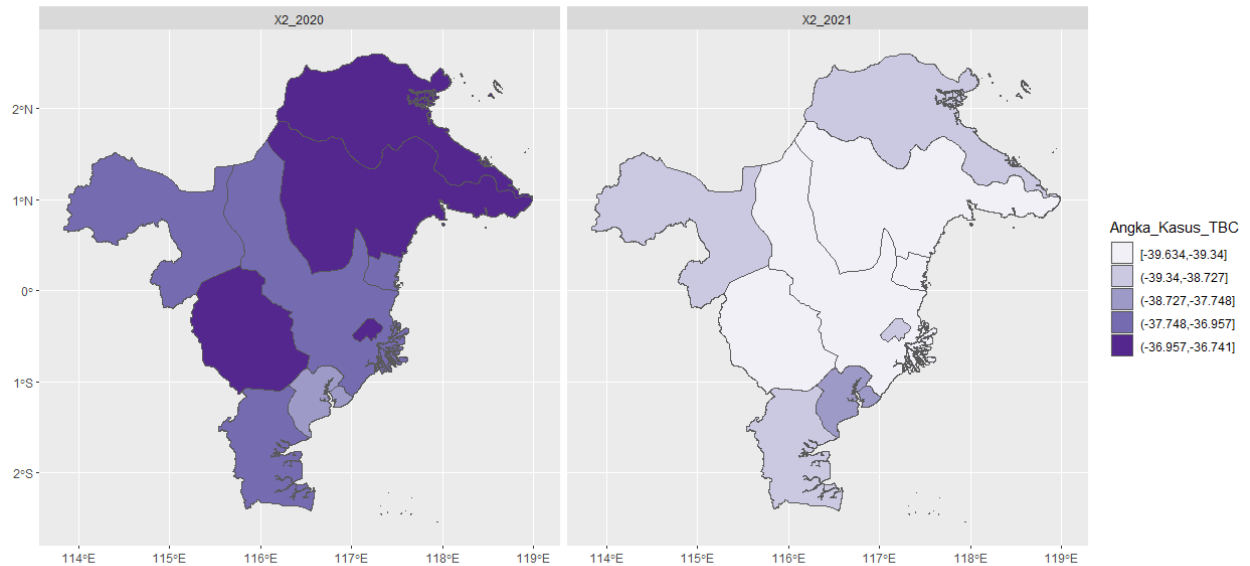 X2_2020
X2_2021
2°N
1°N
0°
1°S
2°S
114°E 115°E 116°E 117°E 118°E 119°E
114°E 115°E 116°E 117°E 118°E 119°E
Angka_Kasus_TBC
[-39.634,-39.34]
(-39.34,-38.727]
(-38.727,-37.748]
(-37.748,-36.957]
(-36.957,-36.741]